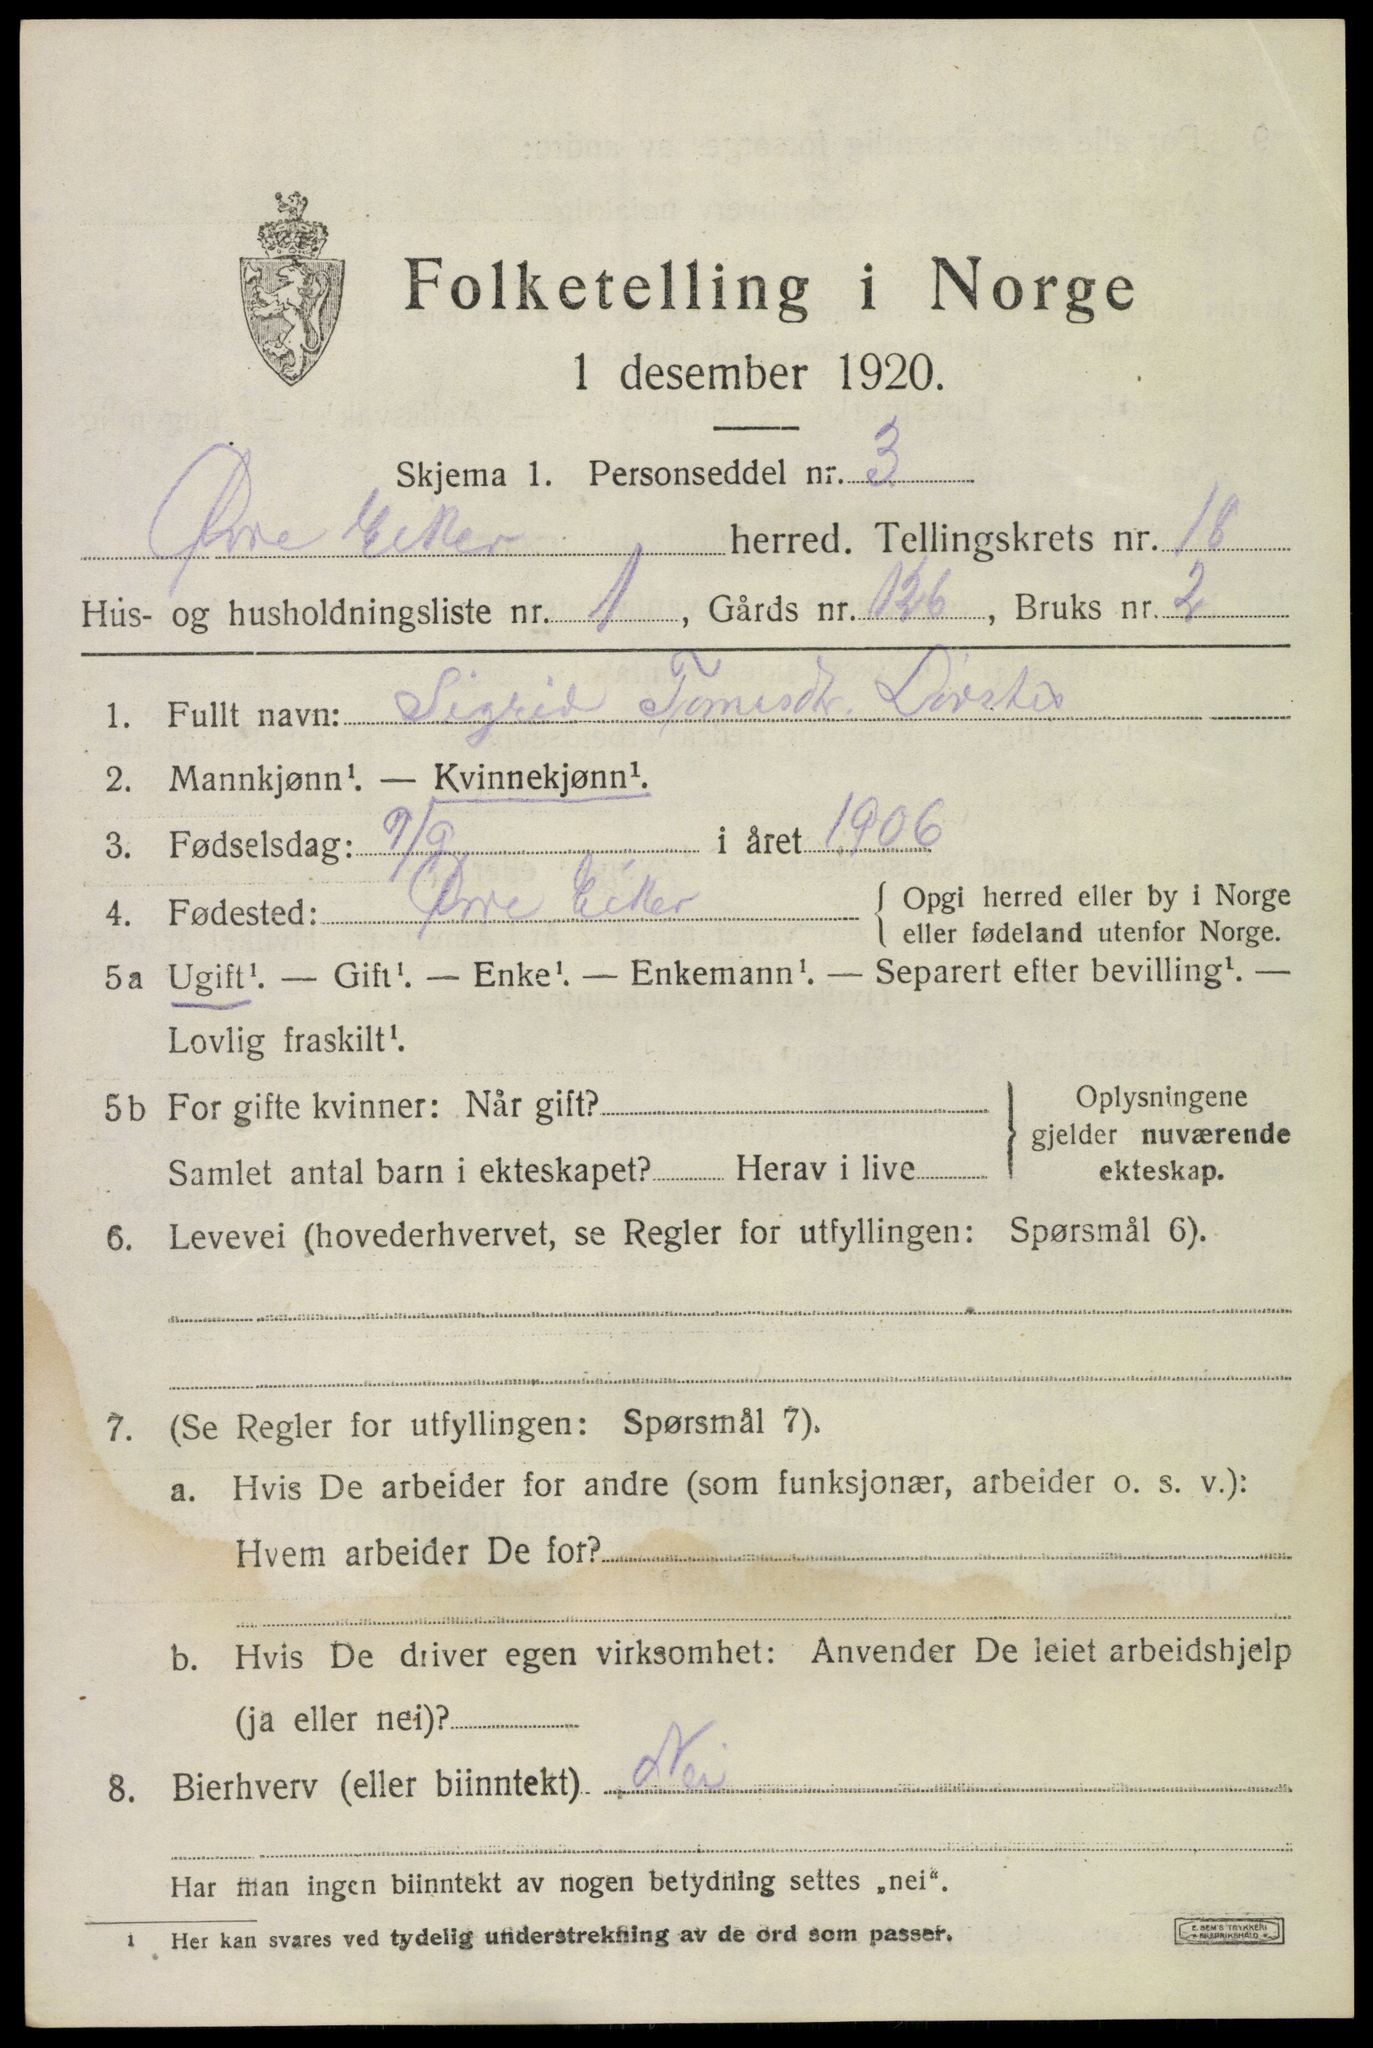 Folketelling i Norge
1 desember 1920.
Skjema 1. Personseddel nr. 3
Øvre Eiker herred. Tellingskrets nr. 18
Hus- og husholdningsliste nr. 1, Gårds nr. 126, Bruks nr. 2
1. Fullt navn: Sigrid
2. Mannkjønn¹. — Kvinnekjønn¹.
3. Fødselsdag: 9/9 i året 1906
4. Fødested: Øvre Eiker { Opgi herred eller by i Norge
eller fødeland utenfor Norge.
5a Ugift¹. — Gift¹. — Enke¹. — Enkemann¹. — Separert efter bevilling¹. —
Lovlig fraskilt¹.
5b For gifte kvinner: Når gift?
Samlet antal barn i ekteskapet? Herav i live
} Oplysningene
gjelder nuværende
ekteskap.
6. Levevei (hovederhvervet, se Regler for utfyllingen: Spørsmål 6).
7. (Se Regler for utfyllingen: Spørsmål 7).
a. Hvis De arbeider for andre (som funksjonær, arbeider o. s. v.):
Hvem arbeider De for?
b. Hvis De driver egen virksomhet: Anvender De leiet arbeidshjelp
(ja eller nei)?
8. Bierhverv (eller biinntekt) Nei
Har man ingen biinntekt av nogen betydning settes „nei“.
1 Her kan svares ved tydelig understrekning av de ord som passer.
E. SEM'S TRYKKERI
FREDRIKSHALD